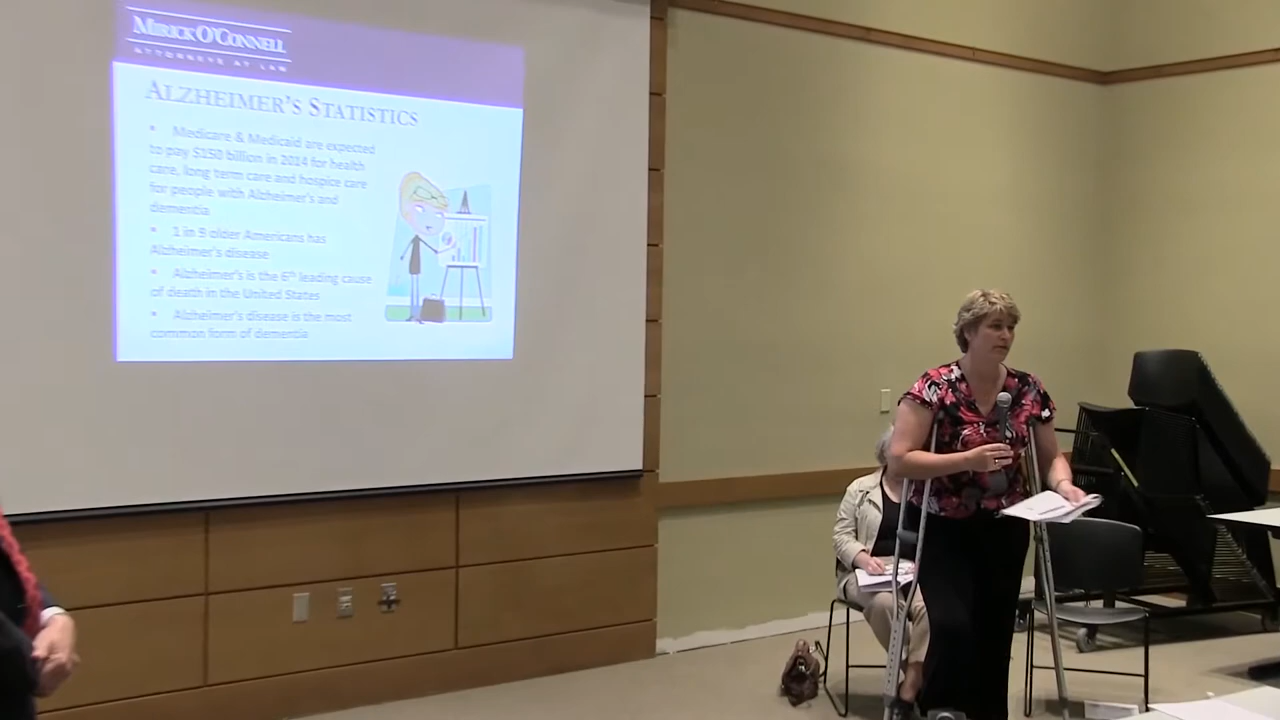 MIRICK O'CONNELL
ATTORNEYS AT LAW
ALZHEIMER'S STATISTICS
• Medicare & Medicaid are expected
to pay $150 billion in 2014 for health
care, long term care and hospice care
for people with Alzheimer's and
dementia
• 1 in 9 older Americans has
Alzheimer's disease
• Alzheimer's is the 6th leading cause
of death in the United States
• Alzheimer's disease is the most
common form of dementia